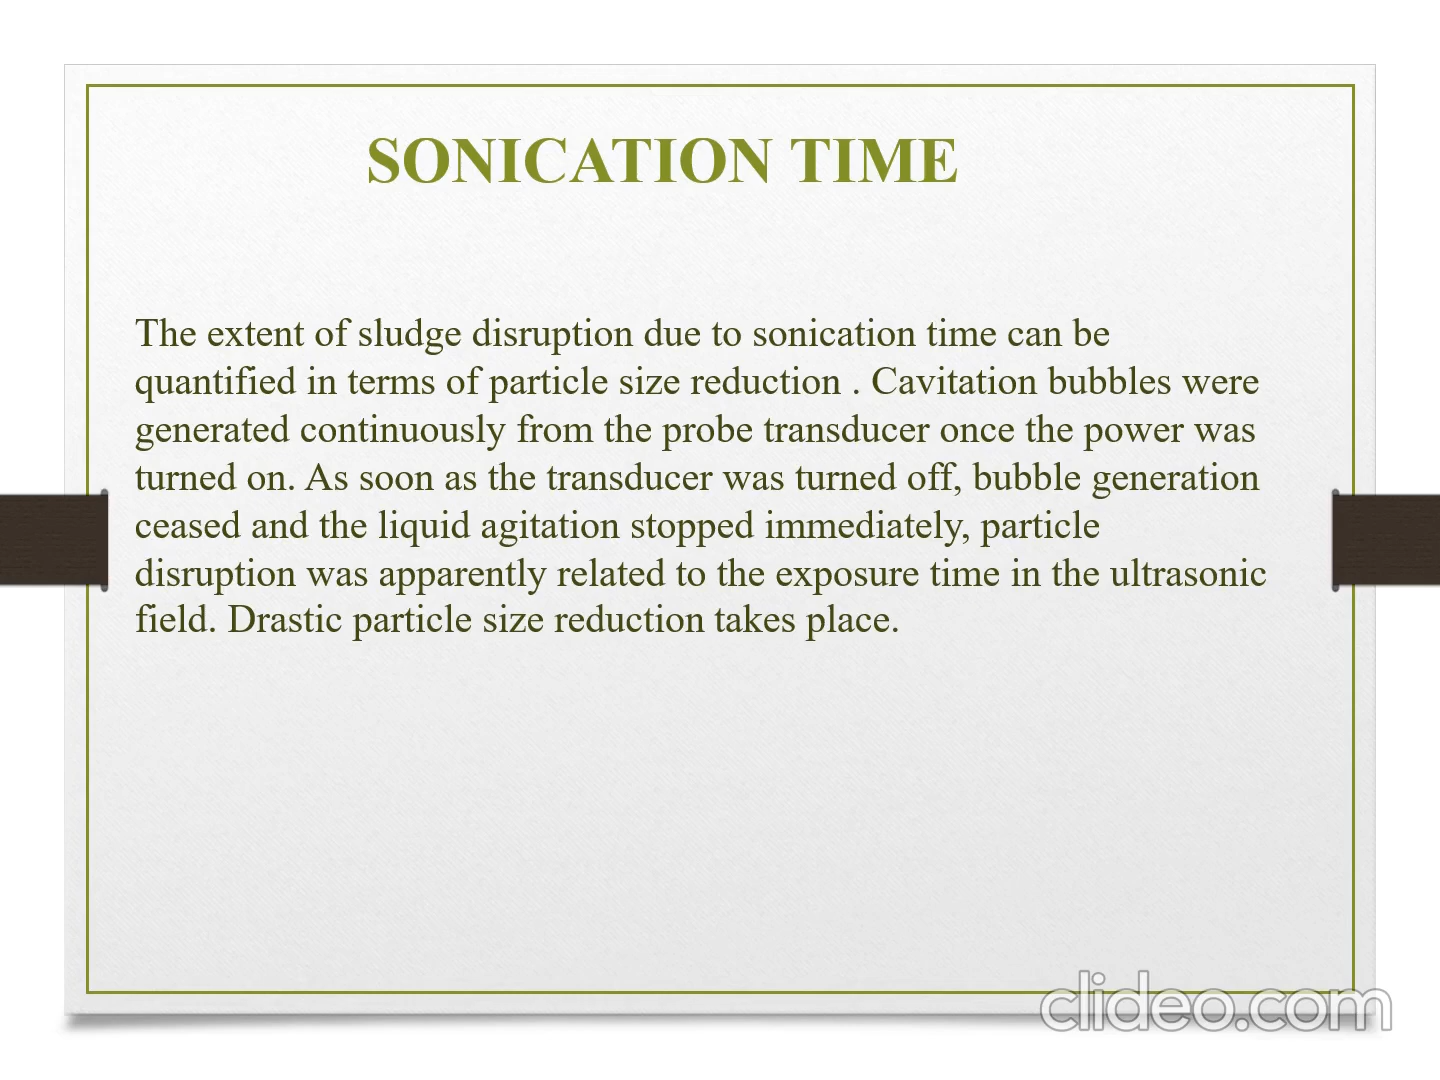 SONICATION TIME
The extent of sludge disruption due to sonication time can be
quantified in terms of particle size reduction . Cavitation bubbles were
generated continuously from the probe transducer once the power was
turned on. As soon as the transducer was turned off, bubble generation
ceased and the liquid agitation stopped immediately, particle
disruption was apparently related to the exposure time in the ultrasonic
field. Drastic particle size reduction takes place.
clideo.com